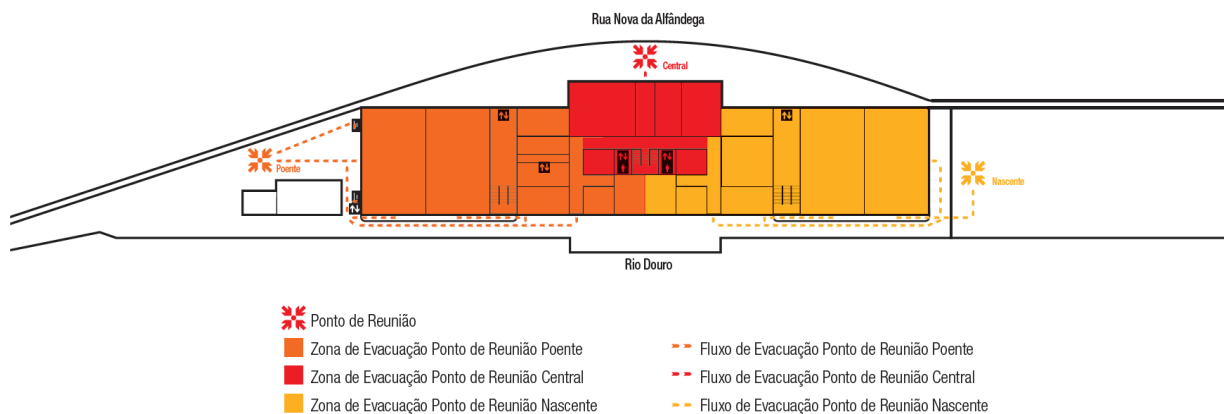 Rua Nova da Alfândega
Central
Poente
Nascente
Rio Douro
Ponto de Reunião
Zona de Evacuação Ponto de Reunião Poente
Zona de Evacuação Ponto de Reunião Central
Zona de Evacuação Ponto de Reunião Nascente
Fluxo de Evacuação Ponto de Reunião Poente
Fluxo de Evacuação Ponto de Reunião Central
Fluxo de Evacuação Ponto de Reunião Nascente